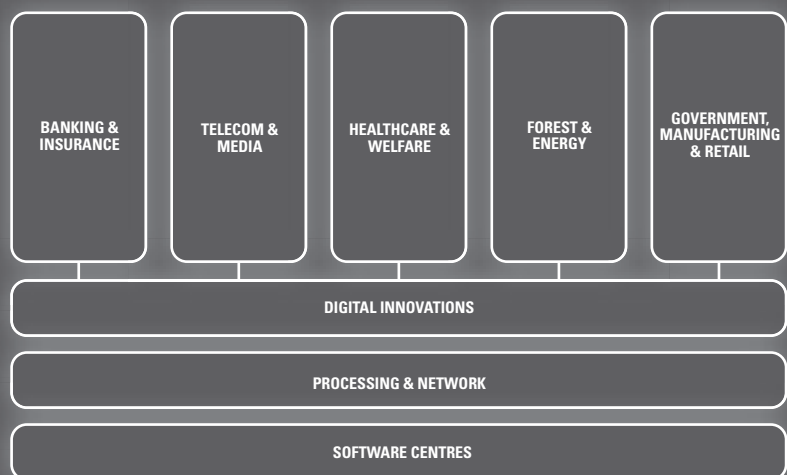 BANKING &
INSURANCE
TELECOM &
MEDIA
HEALTHCARE &
WELFARE
FOREST &
ENERGY
GOVERNMENT,
MANUFACTURING
& RETAIL
DIGITAL INNOVATIONS
PROCESSING & NETWORK
SOFTWARE CENTRES